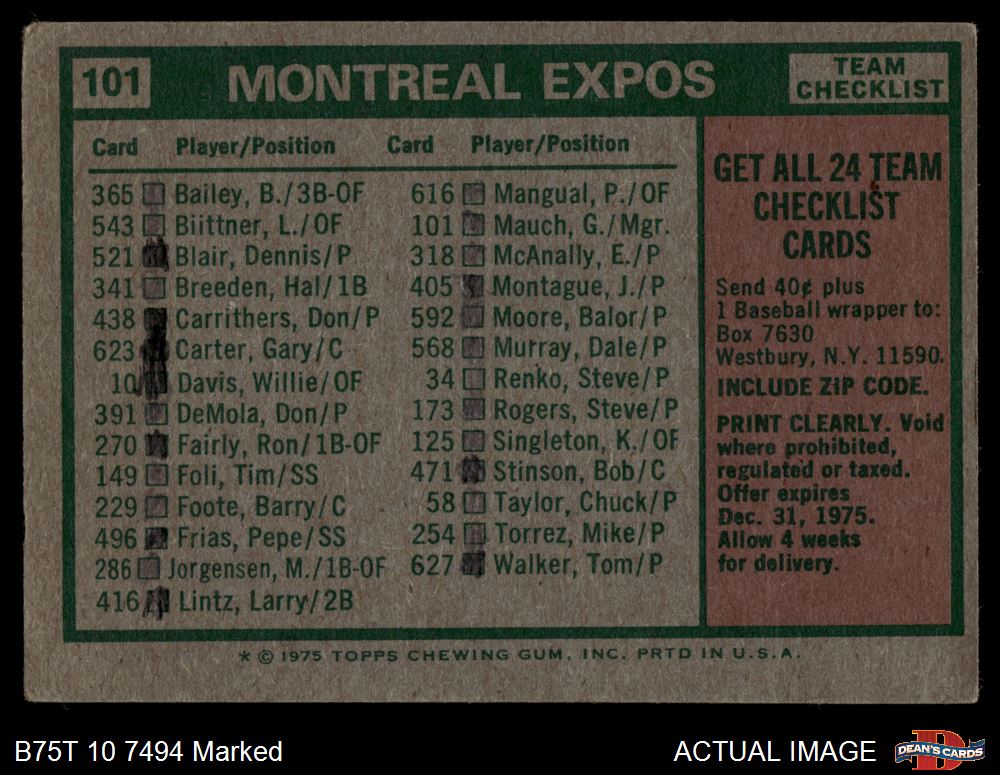 101
MONTREAL EXPOS
TEAM
CHECKLIST
Card Player/Position
365 Bailey, B./3B-OF
543 Biittner, L./OF
521 Blair, Dennis/P
341 Breeden, Hal/1B
438 Carrithers, Don/P
623 Carter, Gary/C
10 Davis, Willie/OF
391 DeMola, Don/P
270 Fairly, Ron/1B-OF
149 Foli, Tim/SS
229 Foote, Barry/C
496 Frias, Pepe/SS
286 Jorgensen, M./1B-OF
416 Lintz, Larry/2B
Card Player/Position
616 Mangual, P./OF
101 Mauch, G./Mgr.
318 McAnally, E./P
405 Montague, J./P
592 Moore, Balor/P
568 Murray, Dale/P
34 Renko, Steve/P
173 Rogers, Steve/P
125 Singleton, K./OF
471 Stinson, Bob/C
58 Taylor, Chuck/P
254 Torrez, Mike/P
627 Walker, Tom/P
GET ALL 24 TEAM
CHECKLIST
CARDS
Send 40¢ plus
1 Baseball wrapper to:
Box 7630
Westbury, N.Y. 11590.
INCLUDE ZIP CODE.
PRINT CLEARLY. Void
where prohibited,
regulated or taxed.
Offer expires
Dec. 31, 1975.
Allow 4 weeks
for delivery.
* © 1975 TOPPS CHEWING GUM, INC. PRTD IN U.S.A.
B75T 10 7494 Marked
ACTUAL IMAGE
DEAN'S CARDS